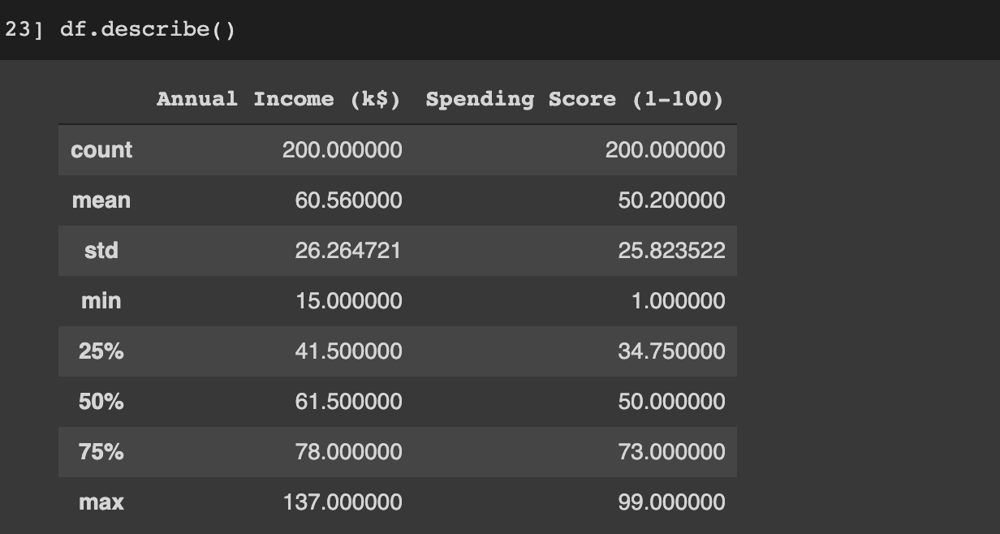 23] df.describe()
Annual Income (k$) Spending Score (1-100)
count 200.000000 200.000000
mean 60.560000 50.200000
std 26.264721 25.823522
min 15.000000 1.000000
25% 41.500000 34.750000
50% 61.500000 50.000000
75% 78.000000 73.000000
max 137.000000 99.000000